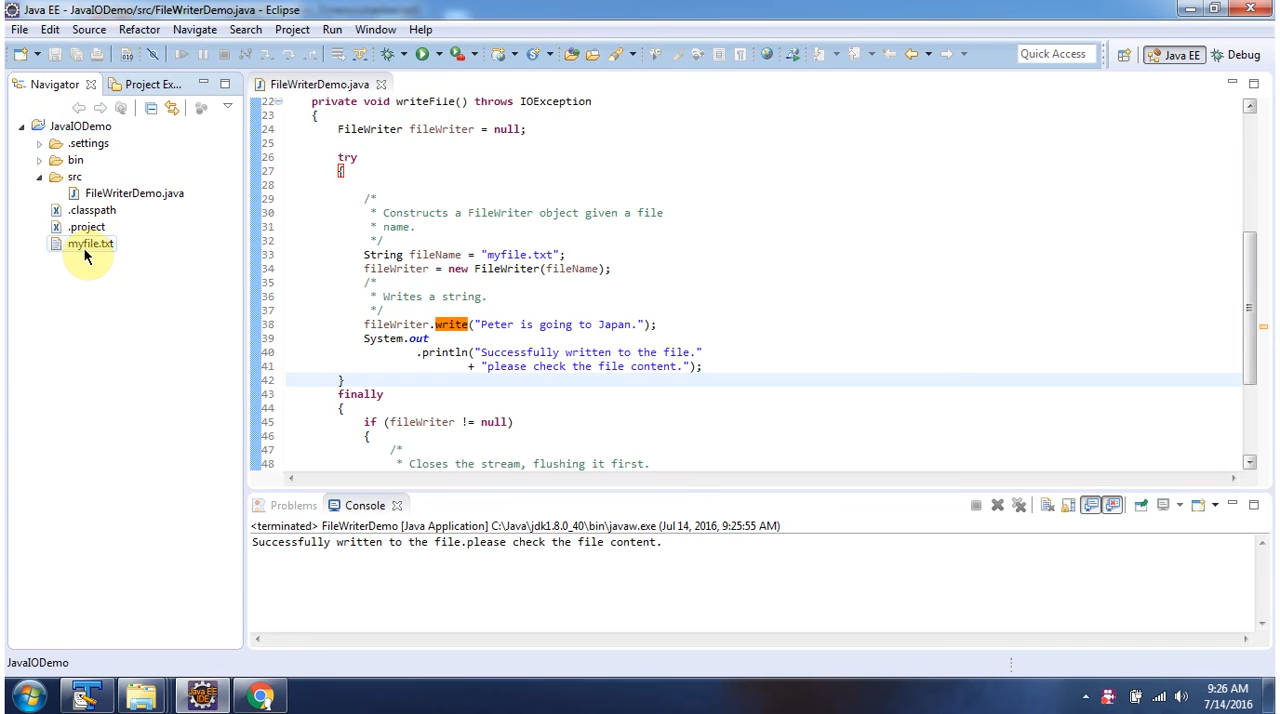 Java EE - JavaIODemo/src/FileWriterDemo.java - Eclipse
File Edit Source Refactor Navigate Search Project Run Window Help
Quick Access Java EE Debug
Navigator Project Ex...
JavaIODemo
.settings
bin
src
FileWriterDemo.java
.classpath
.project
myfile.txt
FileWriterDemo.java
22 private void writeFile() throws IOException
23 {
24 FileWriter fileWriter = null;
25
26 try
27 {
28
29 /*
30 * Constructs a FileWriter object given a file
31 * name.
32 */
33 String fileName = "myfile.txt";
34 fileWriter = new FileWriter(fileName);
35 /*
36 * Writes a string.
37 */
38 fileWriter.write("Peter is going to Japan.");
39 System.out
40 .println("Successfully written to the file."
41 + "please check the file content.");
42 }
43 finally
44 {
45 if (fileWriter != null)
46 {
47 /*
48 * Closes the stream, flushing it first.
Problems Console
<terminated> FileWriterDemo [Java Application] C:\Java\jdk1.8.0_40\bin\javaw.exe (Jul 14, 2016, 9:25:55 AM)
Successfully written to the file.please check the file content.
JavaIODemo
Java EE
IDE
9:26 AM
7/14/2016